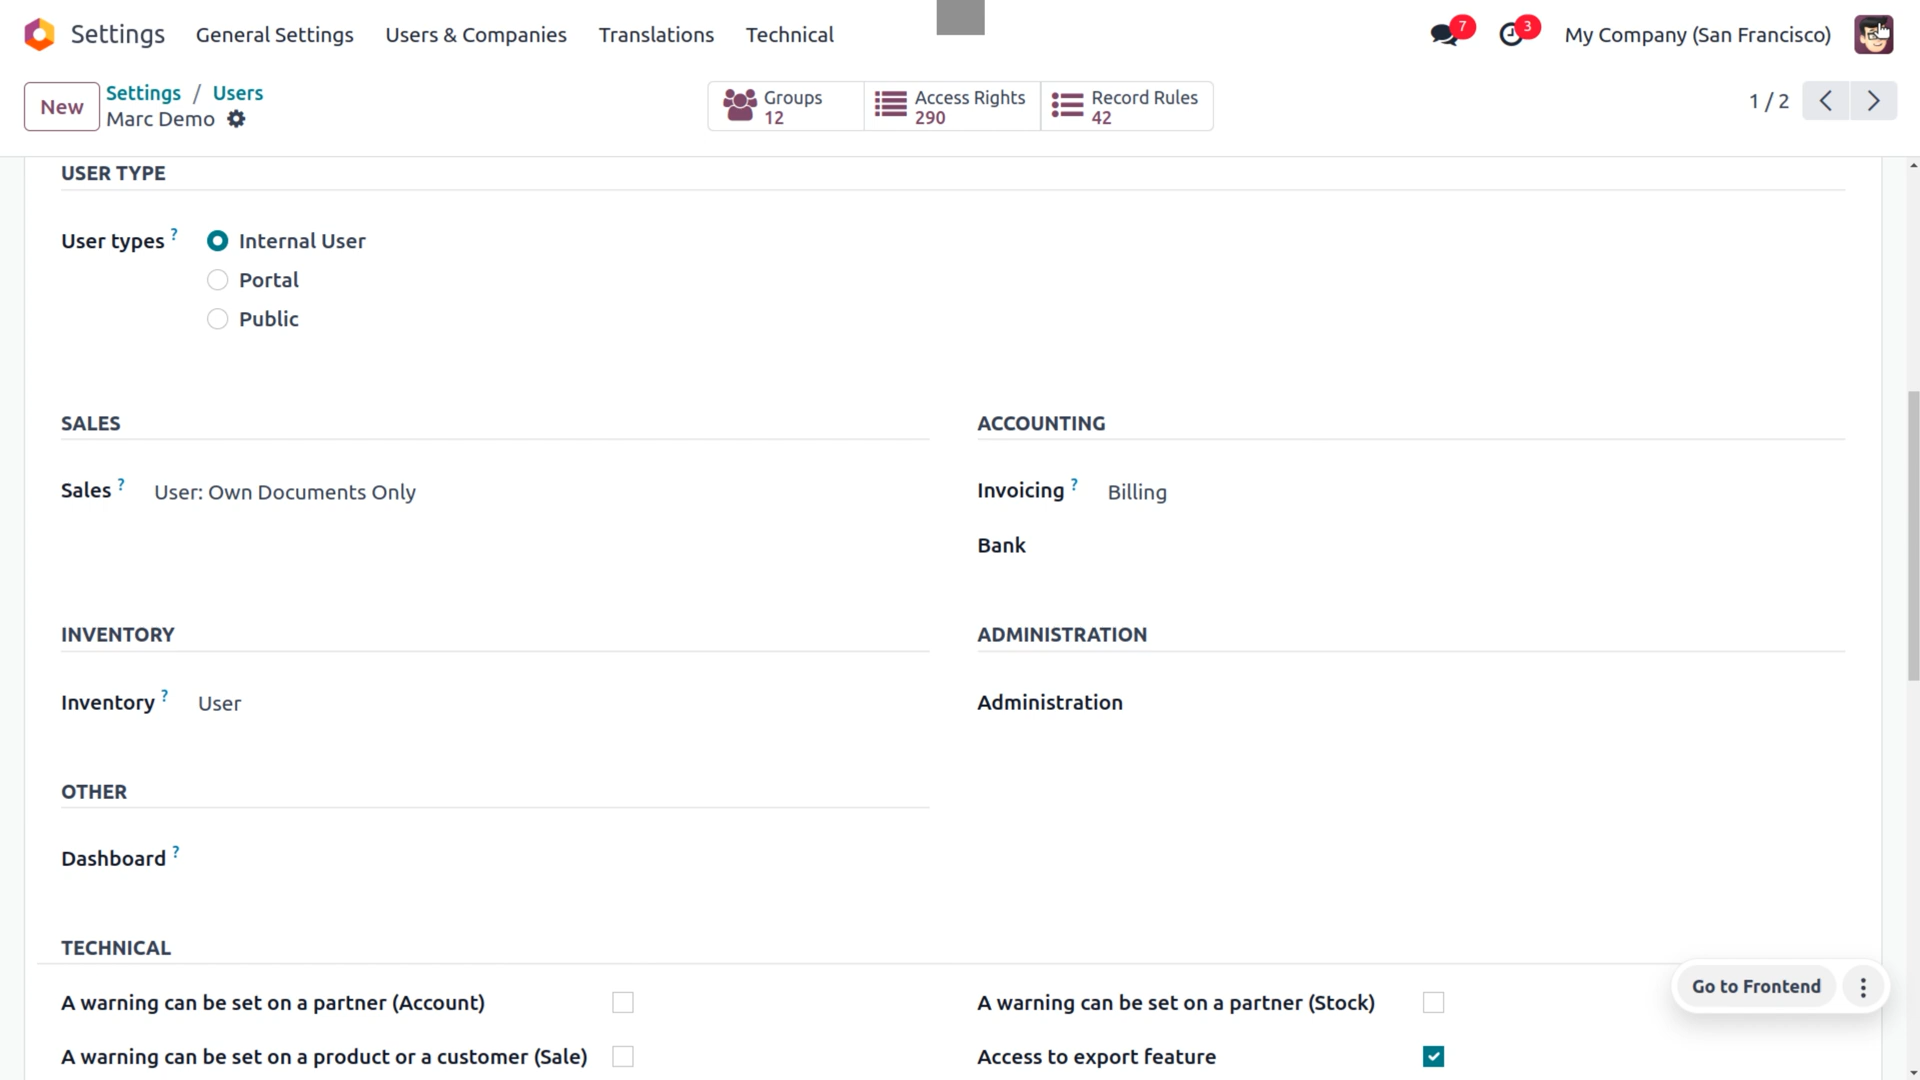 Settings General Settings Users & Companies Translations Technical 7 3 My Company (San Francisco)
New Settings / Users
Marc Demo
Groups 12
Access Rights 290
Record Rules 42
1 / 2
USER TYPE
User types ? Internal User
Portal
Public
SALES
Sales ? User: Own Documents Only
ACCOUNTING
Invoicing ? Billing
Bank
INVENTORY
Inventory ? User
ADMINISTRATION
Administration
OTHER
Dashboard ?
TECHNICAL
A warning can be set on a partner (Account)
A warning can be set on a partner (Stock)
A warning can be set on a product or a customer (Sale)
Access to export feature
Go to Frontend